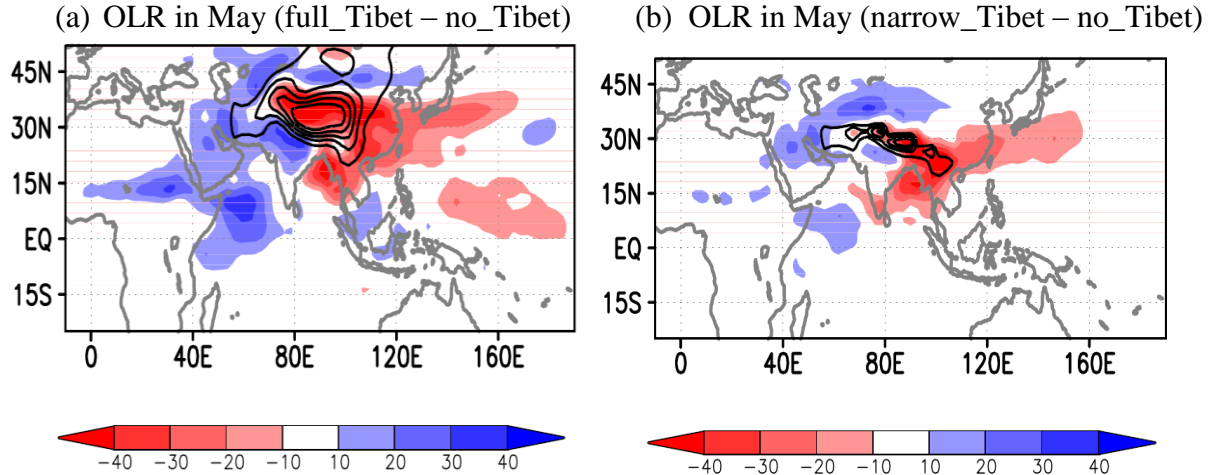 (a) OLR in May (full_Tibet – no_Tibet)
(b) OLR in May (narrow_Tibet – no_Tibet)
45N
30N
15N
EQ
15S
0 40E 80E 120E 160E
−40 −30 −20 −10 10 20 30 40
45N
30N
15N
EQ
15S
0 40E 80E 120E 160E
−40 −30 −20 −10 10 20 30 40